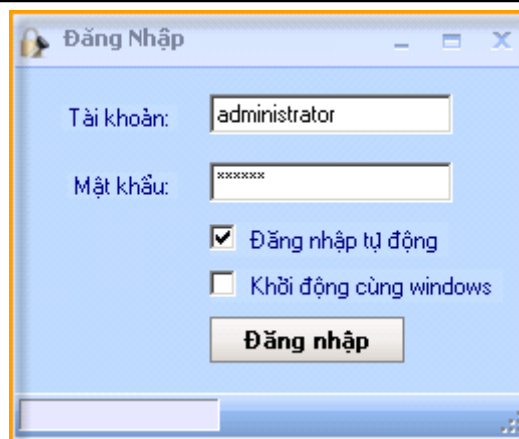 Đăng Nhập
Tài khoản: administrator
Mật khẩu: ******
Đăng nhập tự động
Khởi động cùng windows
Đăng nhập